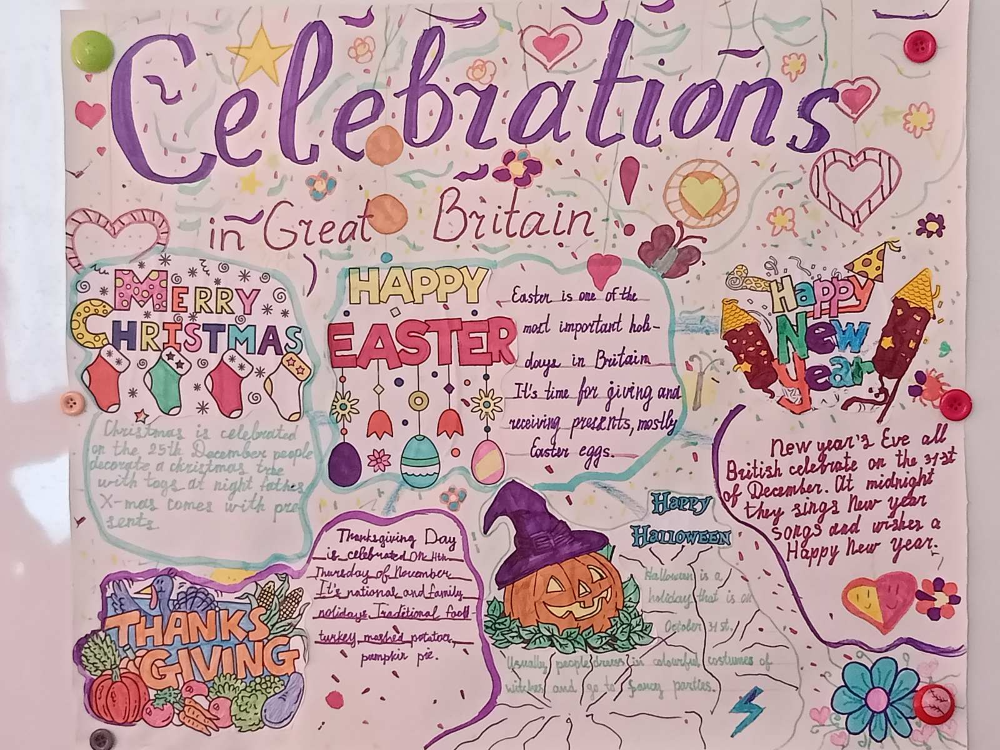 Celebrations
in Great Britain!
MERRY
CHRISTMAS
Christmas is celebrated
on the 25th December people
decorate a christmas tree
with togs at night father
X-mas comes with pre-
sents
HAPPY
EASTER
Easter is one of the
most important holi-
days in Britain
It's time for giving and
receiving presents, mostly
Easter eggs.
Happy
New
Year
New year's Eve all
British celebrate on the 31st
of December. At midnight
they sings New year
songs and wishes a
Happy New year.
THANKS
GIVING
Thanksgiving Day
is celebrated on 4th
Thursday of November
It's national and family
holidays. Traditional food-
turkey, mashed potatoes,
pumpkin pie.
Happy
Halloween
Halloween is a
holiday that is on
October 31st.
Usually people dress in colourful costumes of
witches and go to fancy parties.